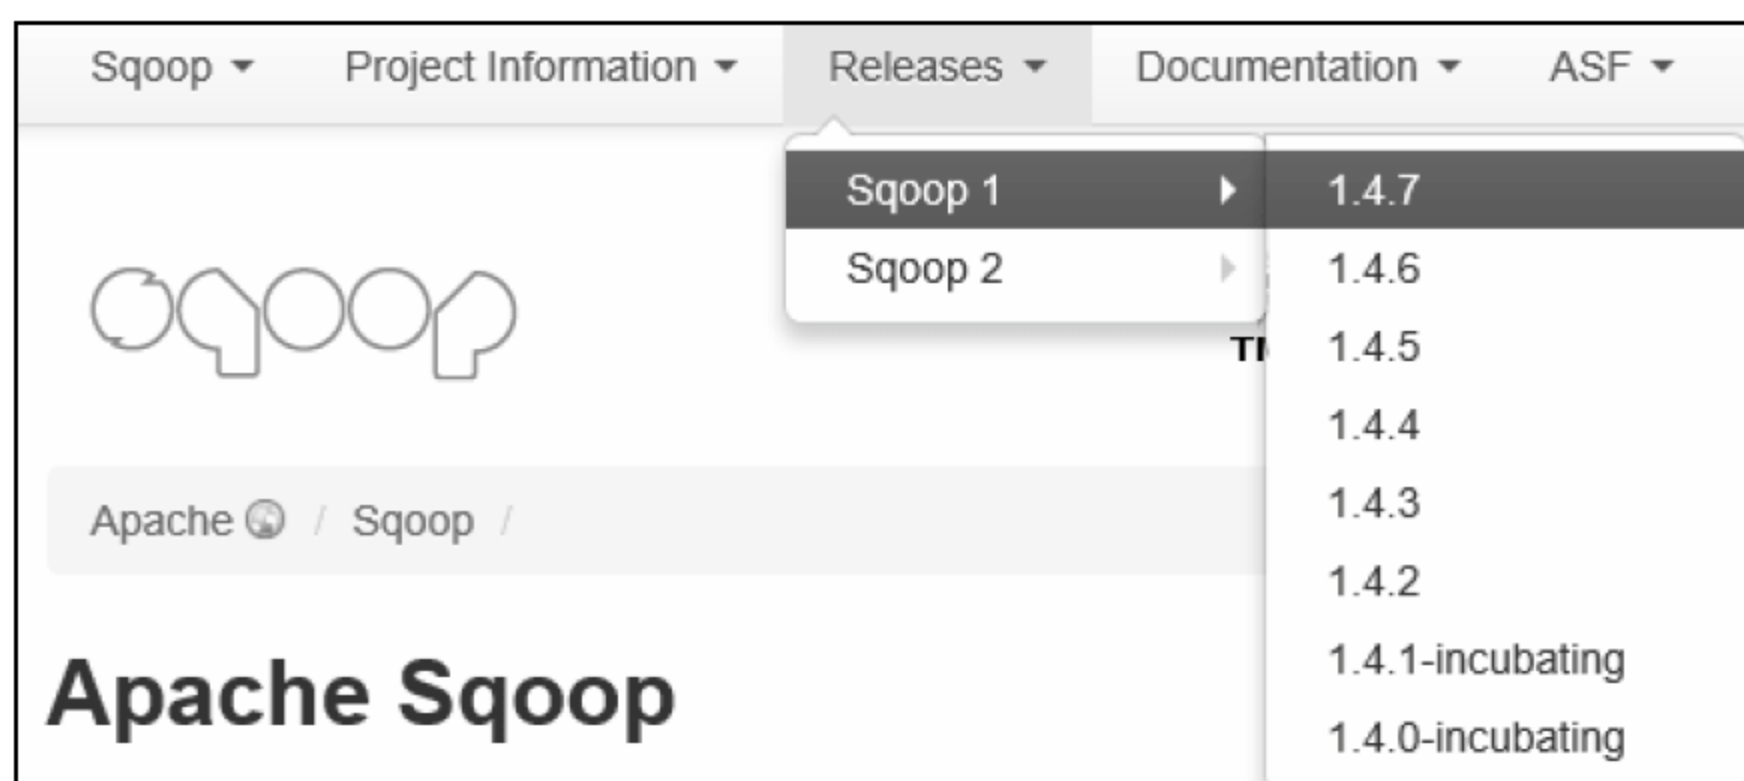 Sqoop Project Information Releases Documentation ASF
Sqoop 1 1.4.7
Sqoop 2 1.4.6
sqoop
1.4.5
1.4.4
1.4.3
Apache / Sqoop /
1.4.2
1.4.1-incubating
Apache Sqoop
1.4.0-incubating